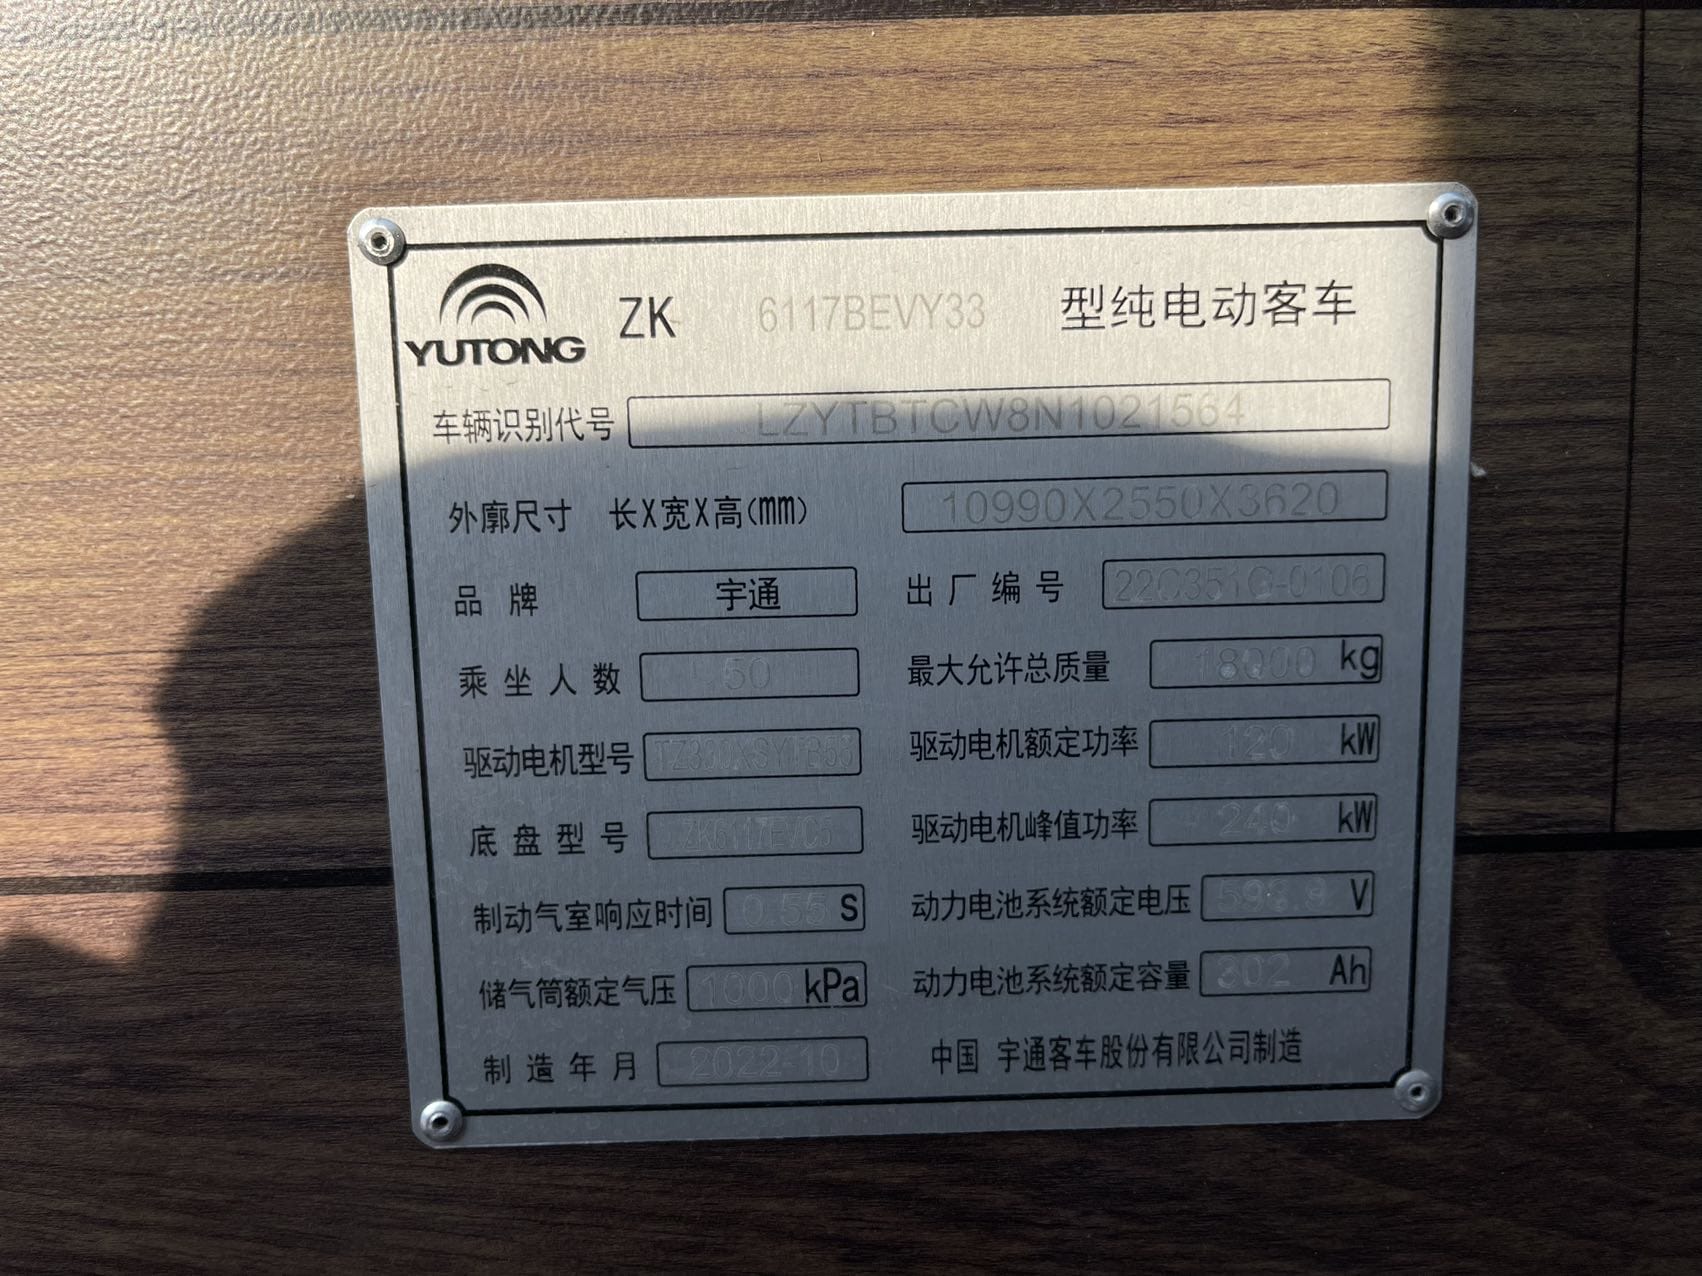 YUTONG ZK 6117BEVY33 型纯电动客车
车辆识别代号 LZYTBTCW8N1021564
外廓尺寸 长X宽X高(mm) 10990X2550X3620
品牌 宇通 出厂编号 22C351G-0106
乘坐人数 50 最大允许总质量 18000 kg
驱动电机型号 驱动电机额定功率 120 kW
底盘型号 ZK6117EVC5 驱动电机峰值功率 240 kW
制动气室响应时间 0.55 S 动力电池系统额定电压 V
储气筒额定气压 1000 kPa 动力电池系统额定容量 302 Ah
制造年月 2022-10 中国 宇通客车股份有限公司制造